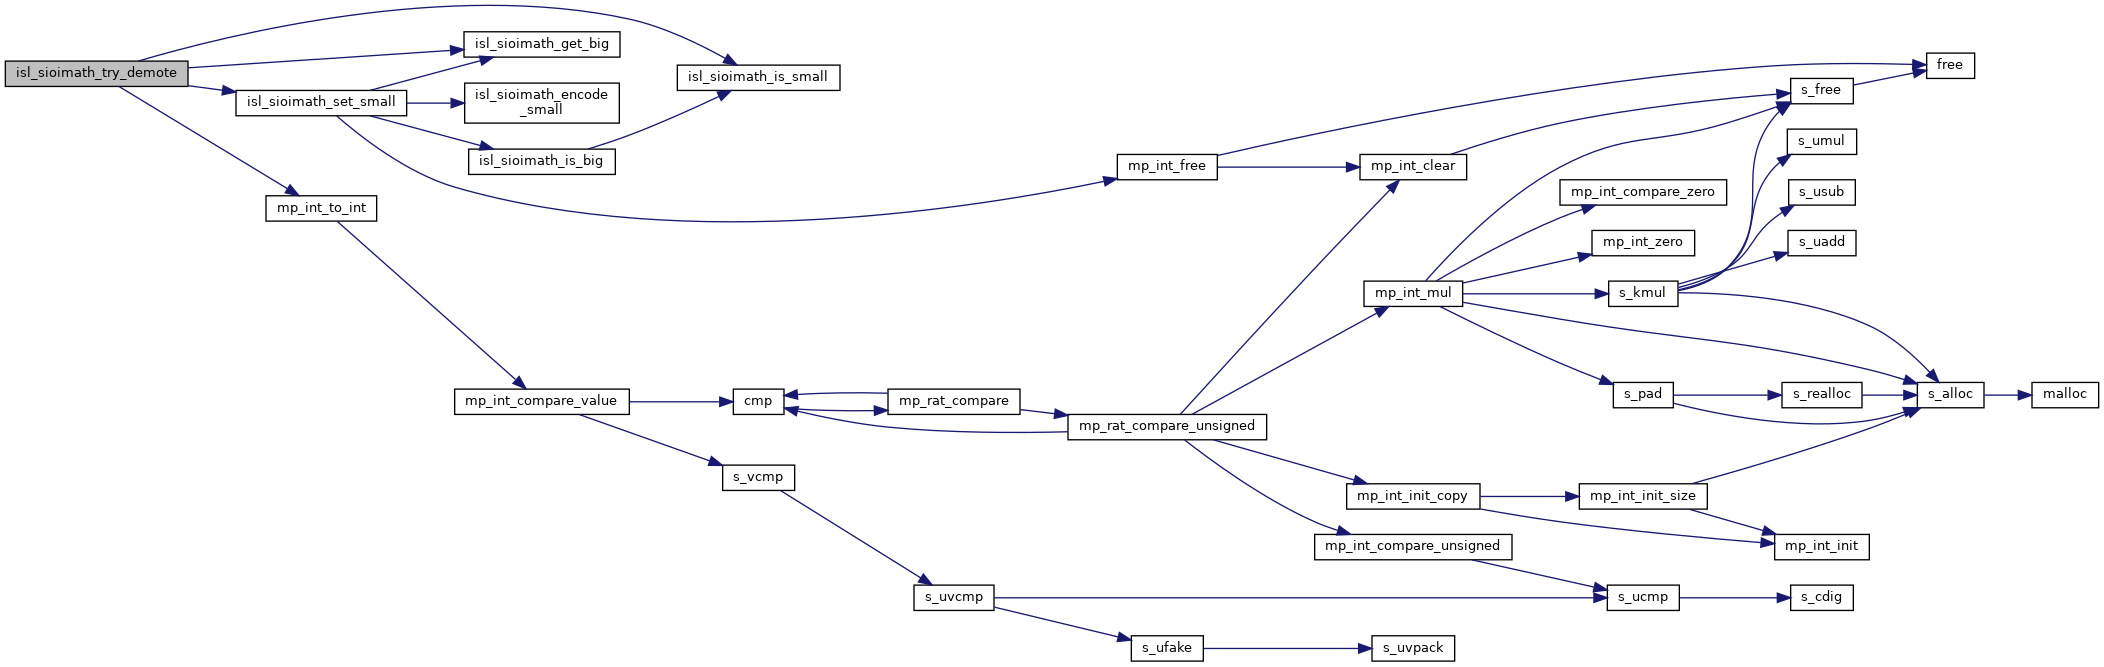 isl_sioimath_try_demote
isl_sioimath_get_big
isl_sioimath_is_small
isl_sioimath_set_small
isl_sioimath_encode
_small
isl_sioimath_is_big
mp_int_to_int
mp_int_free
mp_int_clear
free
s_free
s_umul
mp_int_compare_zero
s_usub
mp_int_zero
s_uadd
mp_int_mul
s_kmul
mp_int_compare_value
cmp
mp_rat_compare
mp_rat_compare_unsigned
s_pad
s_realloc
s_alloc
malloc
s_vcmp
mp_int_init_copy
mp_int_init_size
mp_int_compare_unsigned
mp_int_init
s_uvcmp
s_ucmp
s_cdig
s_ufake
s_uvpack